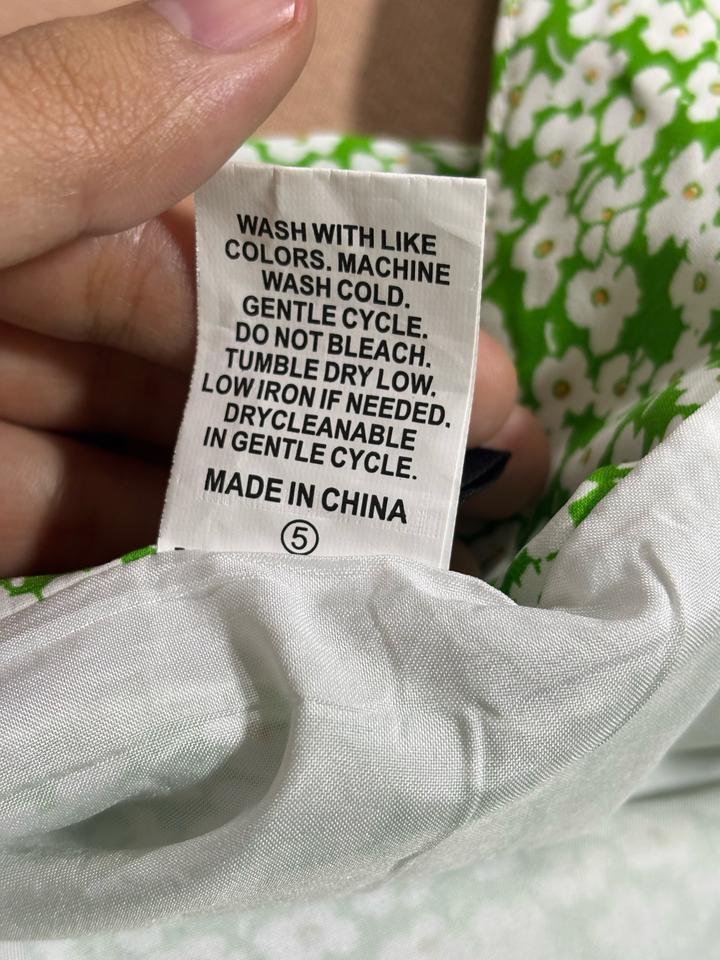 WASH WITH LIKE
COLORS. MACHINE
WASH COLD.
GENTLE CYCLE.
DO NOT BLEACH.
TUMBLE DRY LOW.
LOW IRON IF NEEDED.
DRYCLEANABLE
IN GENTLE CYCLE.
MADE IN CHINA
⑤